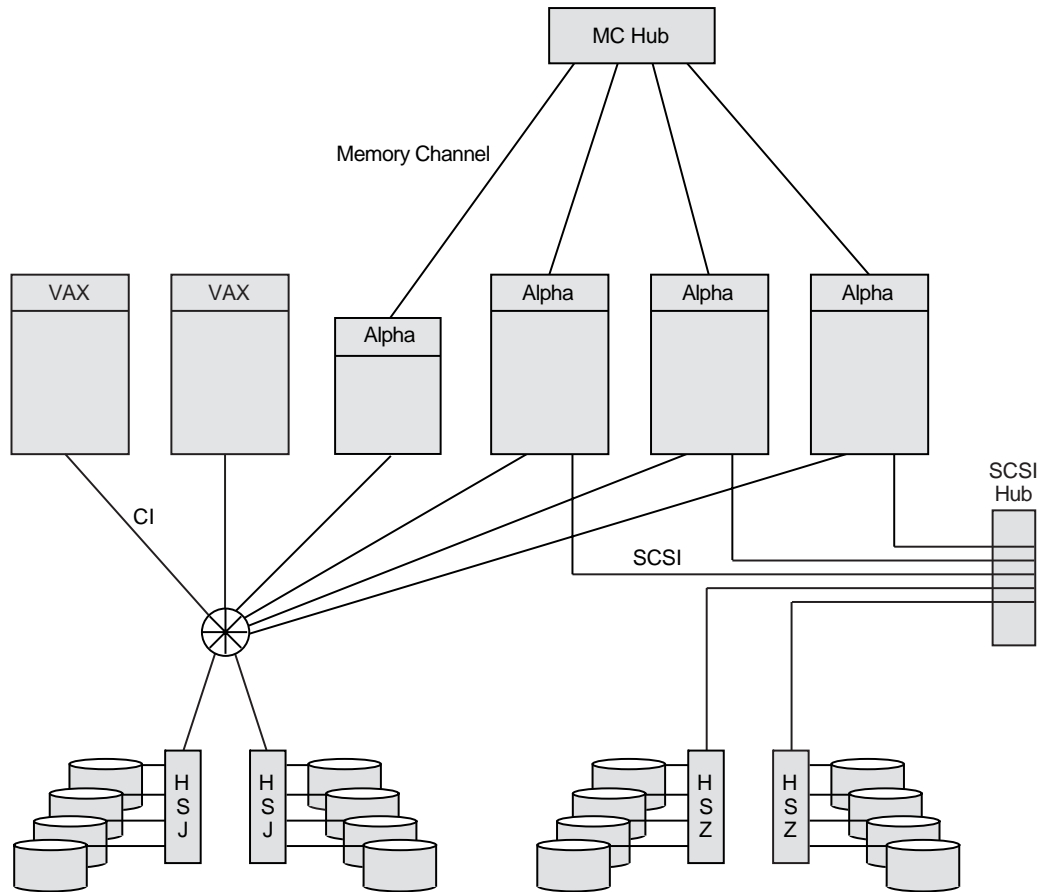 MC Hub
Memory Channel
VAX
VAX
Alpha
Alpha
Alpha
Alpha
SCSI
Hub
CI
SCSI
H
S
J
H
S
J
H
S
Z
H
S
Z